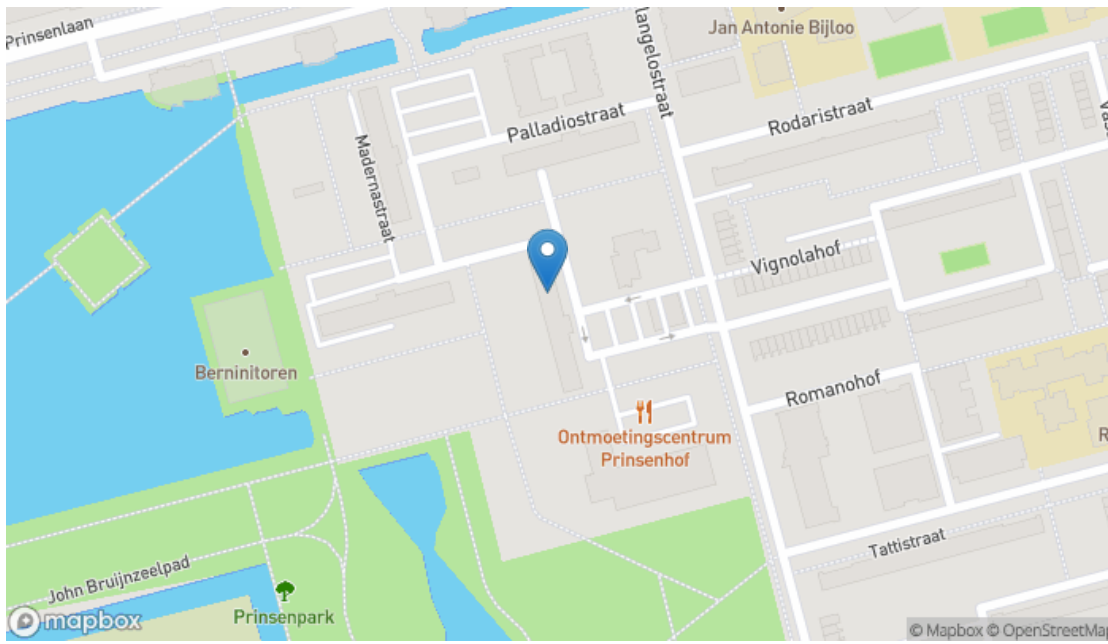 Prinsenlaan
Jan Antonie Bijloo
langelostraat
Palladiostraat
Rodaristraat
Madernastraat
Vignolahof
Berninitoren
Romanohof
Ontmoetingscentrum
Prinsenhof
R
Tattistraat
John Bruijnzeelpad
Prinsenpark
mapbox
© Mapbox © OpenStreetMap